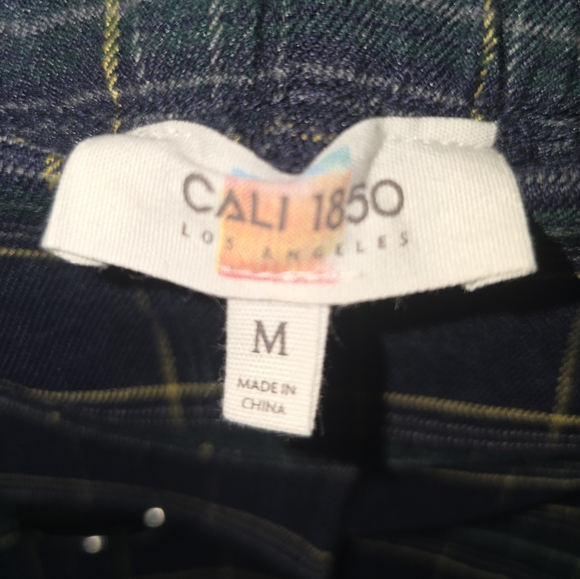 CALI 1850
LOS ANGELES
M
MADE IN
CHINA